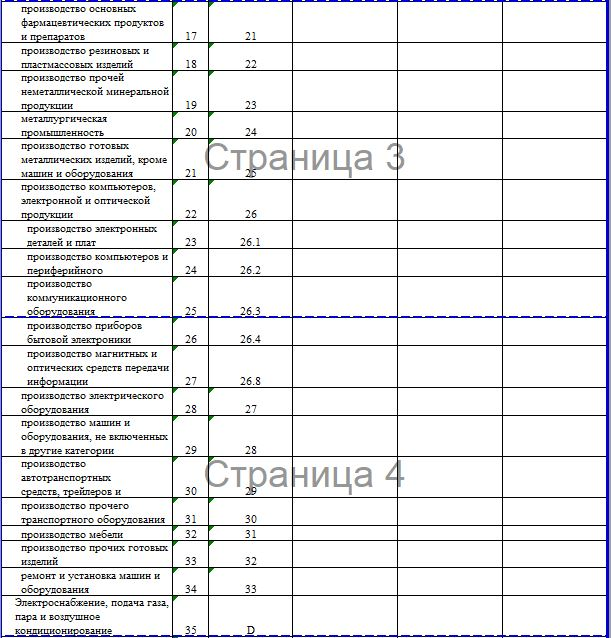 производство основных
фармацевтических продуктов
и препаратов 17 21
производство резиновых и
пластмассовых изделий 18 22
производство прочей
неметаллической минеральной
продукции 19 23
металлургическая
промышленность 20 24
производство готовых
металлических изделий, кроме
Страница 3
машин и оборудования 21 25
производство компьютеров,
электронной и оптической
продукции 22 26
производство электронных
деталей и плат 23 26.1
производство компьютеров и
периферийного 24 26.2
производство
коммуникационного
оборудования 25 26.3
производство приборов
бытовой электроники 26 26.4
производство магнитных и
оптических средств передачи
информации 27 26.8
производство электрического
оборудования 28 27
производство машин и
оборудования, не включенных
в другие категории 29 28
производство
автотранспортных
Страница 4
средств, трейлеров и 30 29
производство прочего
транспортного оборудования 31 30
производство мебели 32 31
производство прочих готовых
изделий 33 32
ремонт и установка машин и
оборудования 34 33
Электроснабжение, подача газа,
пара и воздушное
кондиционирование 35 D